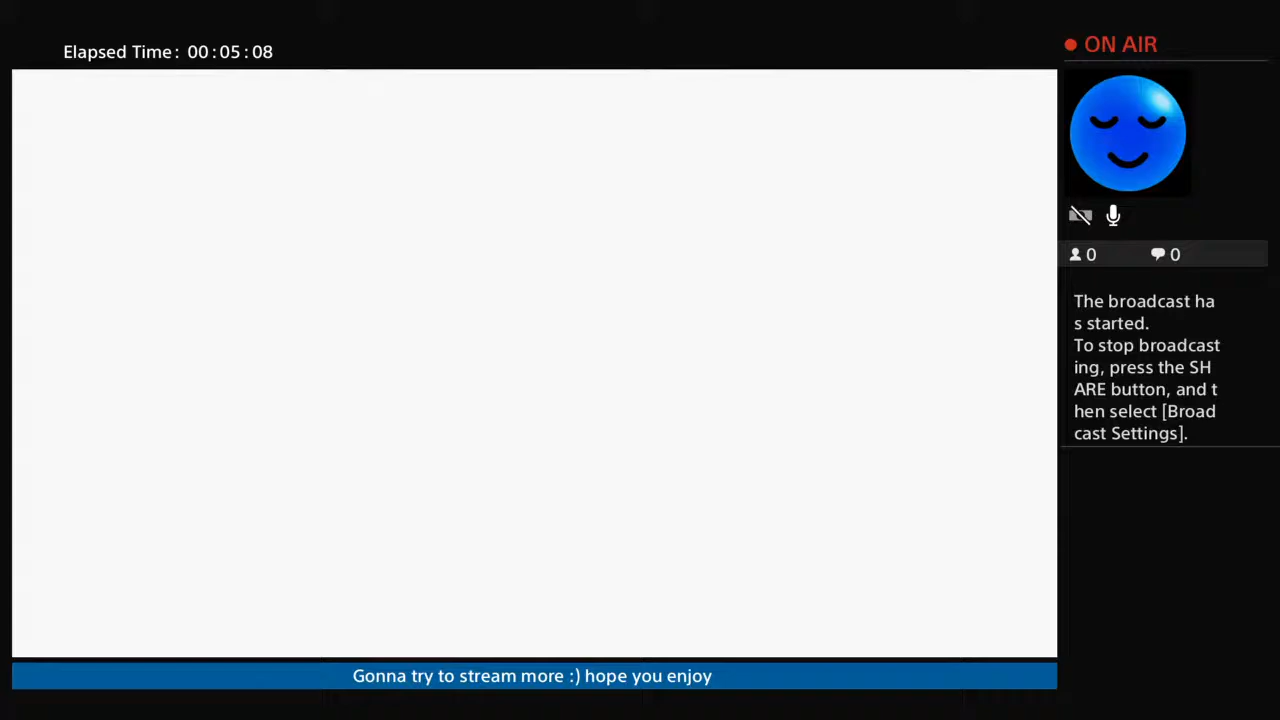 Elapsed Time: 00:05:08
ON AIR
0 0
The broadcast ha
s started.
To stop broadcast
ing, press the SH
ARE button, and t
hen select [Broad
cast Settings].
Gonna try to stream more :) hope you enjoy